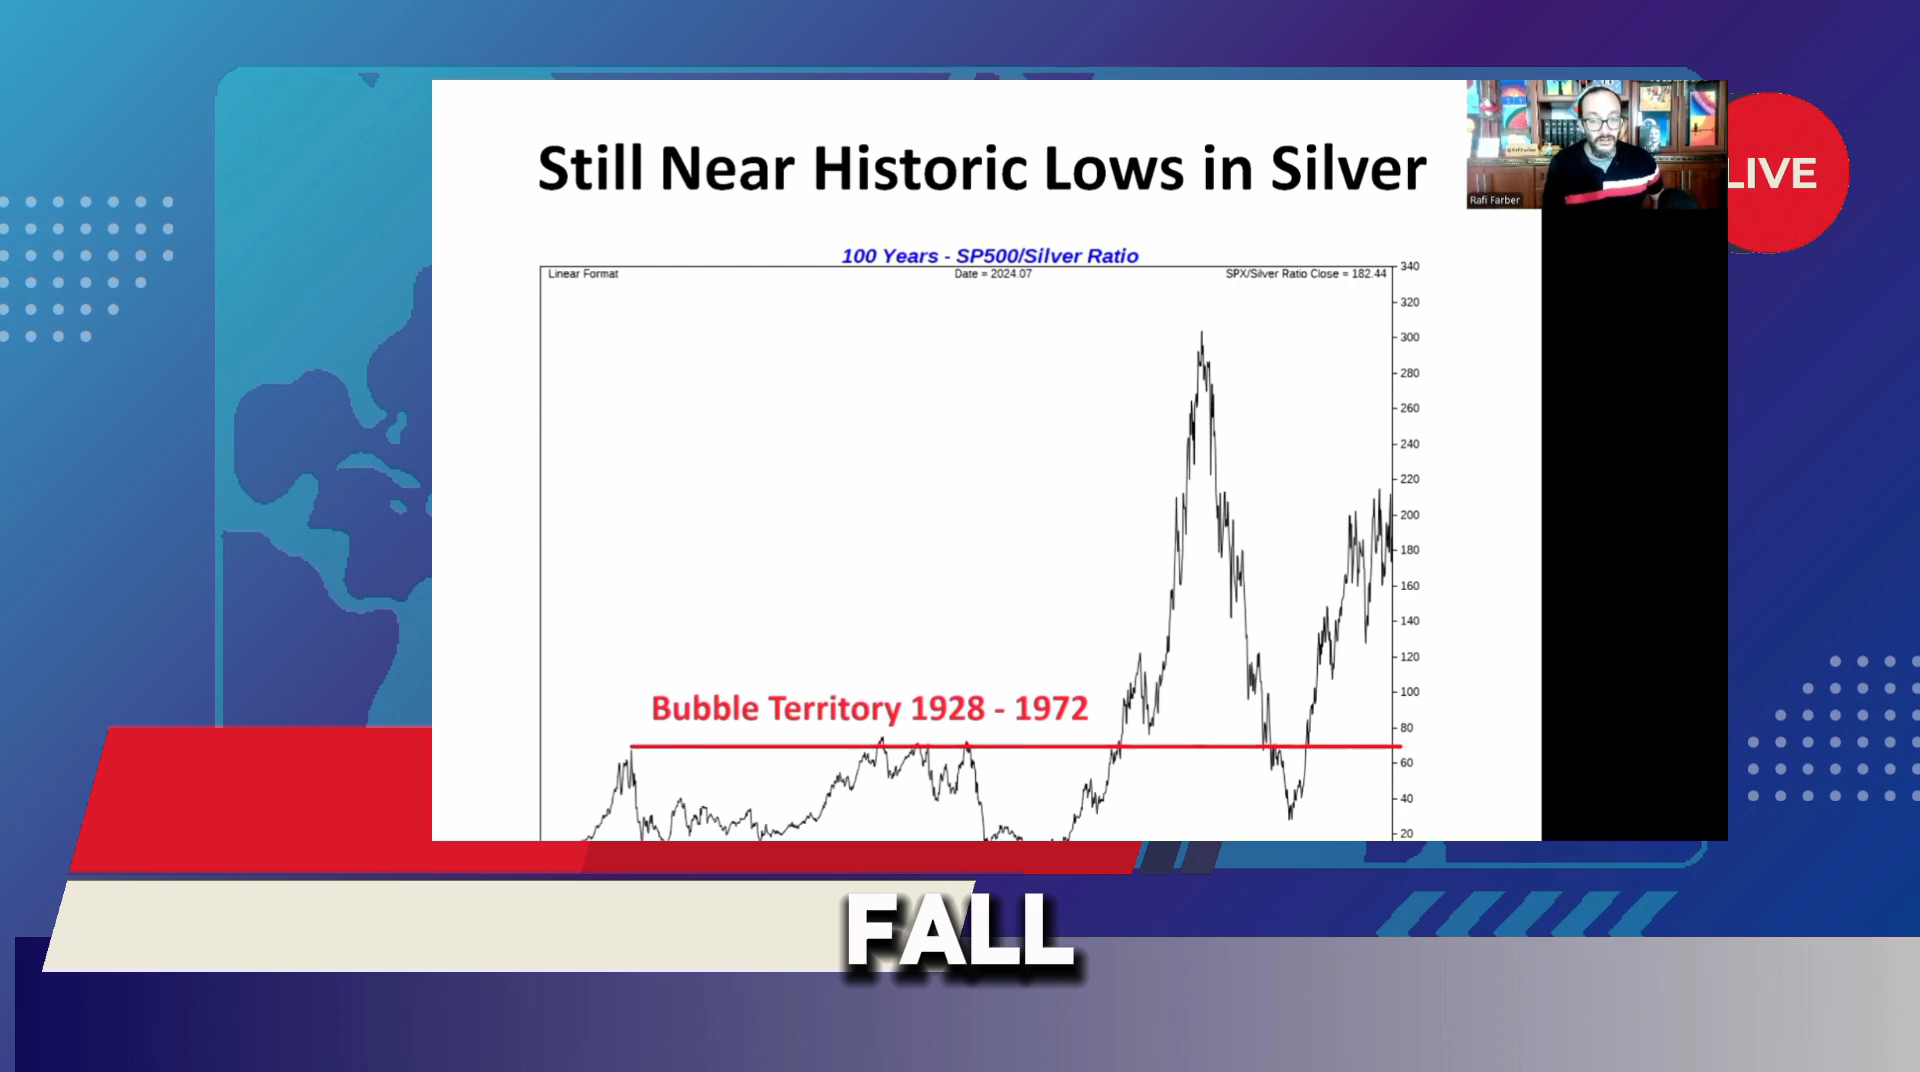 Still Near Historic Lows in Silver
Rafi Farber
LIVE
100 Years - SP500/Silver Ratio
Linear Format
Date = 2024.07
SPX/Silver Ratio Close = 182.44
340
320
300
280
260
240
220
200
180
160
140
120
100
80
60
40
20
Bubble Territory 1928 - 1972
FALL